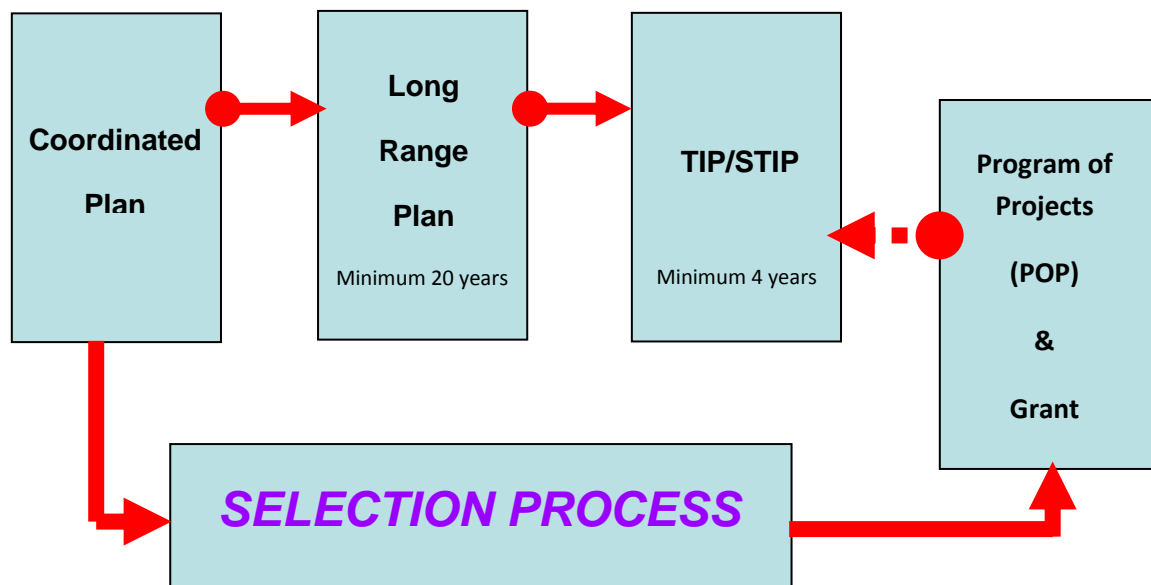 Coordinated
Plan
Long
Range
Plan
Minimum 20 years
TIP/STIP
Minimum 4 years
Program of
Projects
(POP)
&
Grant
SELECTION PROCESS